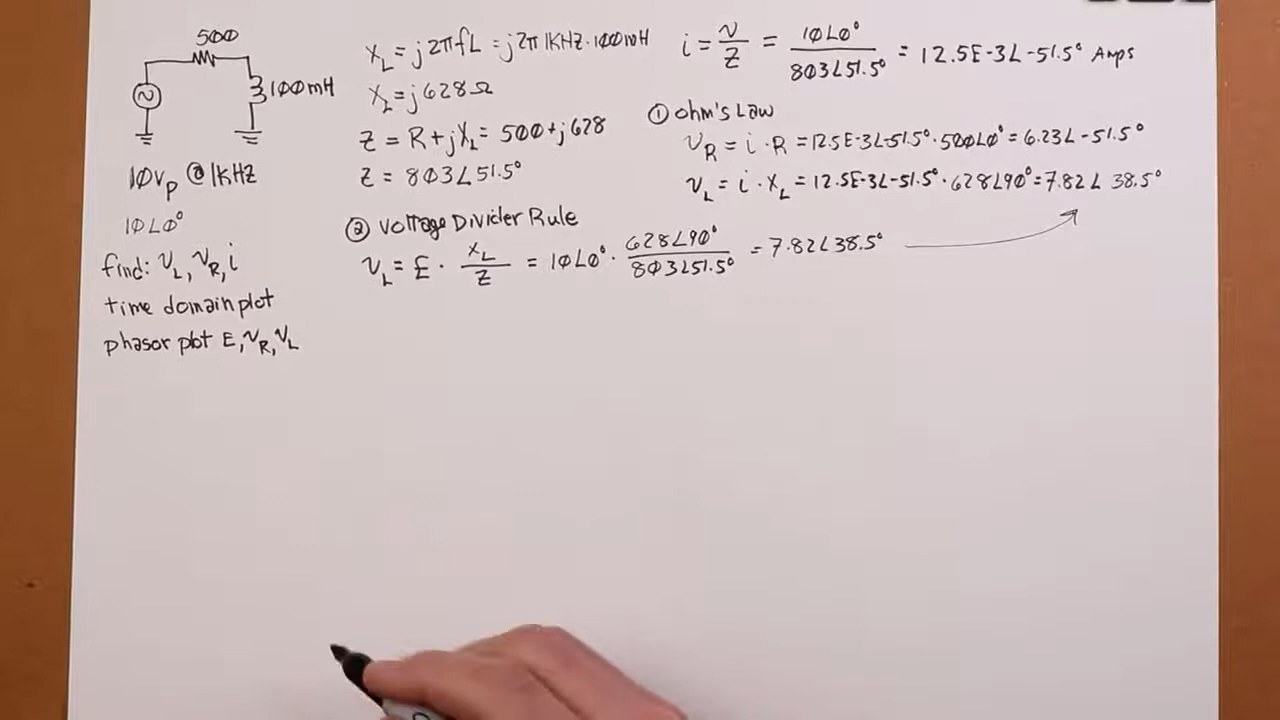 500
100mH
10Vp @ 1KHZ
10∠0°
find: VL, VR, i
time domain plot
phasor plot E, VR, VL
XL = j2πfL = j2π 1KHZ·100mH
XL = j628Ω
Z = R + jXL = 500 + j628
Z = 803∠51.5°
i = V/Z = 10∠0°/803∠51.5° = 12.5E-3∠-51.5° Amps
① Ohm's Law
VR = i · R = 12.5E-3∠-51.5° · 500∠0° = 6.23∠-51.5°
VL = i · XL = 12.5E-3∠-51.5° · 628∠90° = 7.82∠38.5°
② Voltage Divider Rule
VL = E · XL/Z = 10∠0° · 628∠90°/803∠51.5° = 7.82∠38.5°